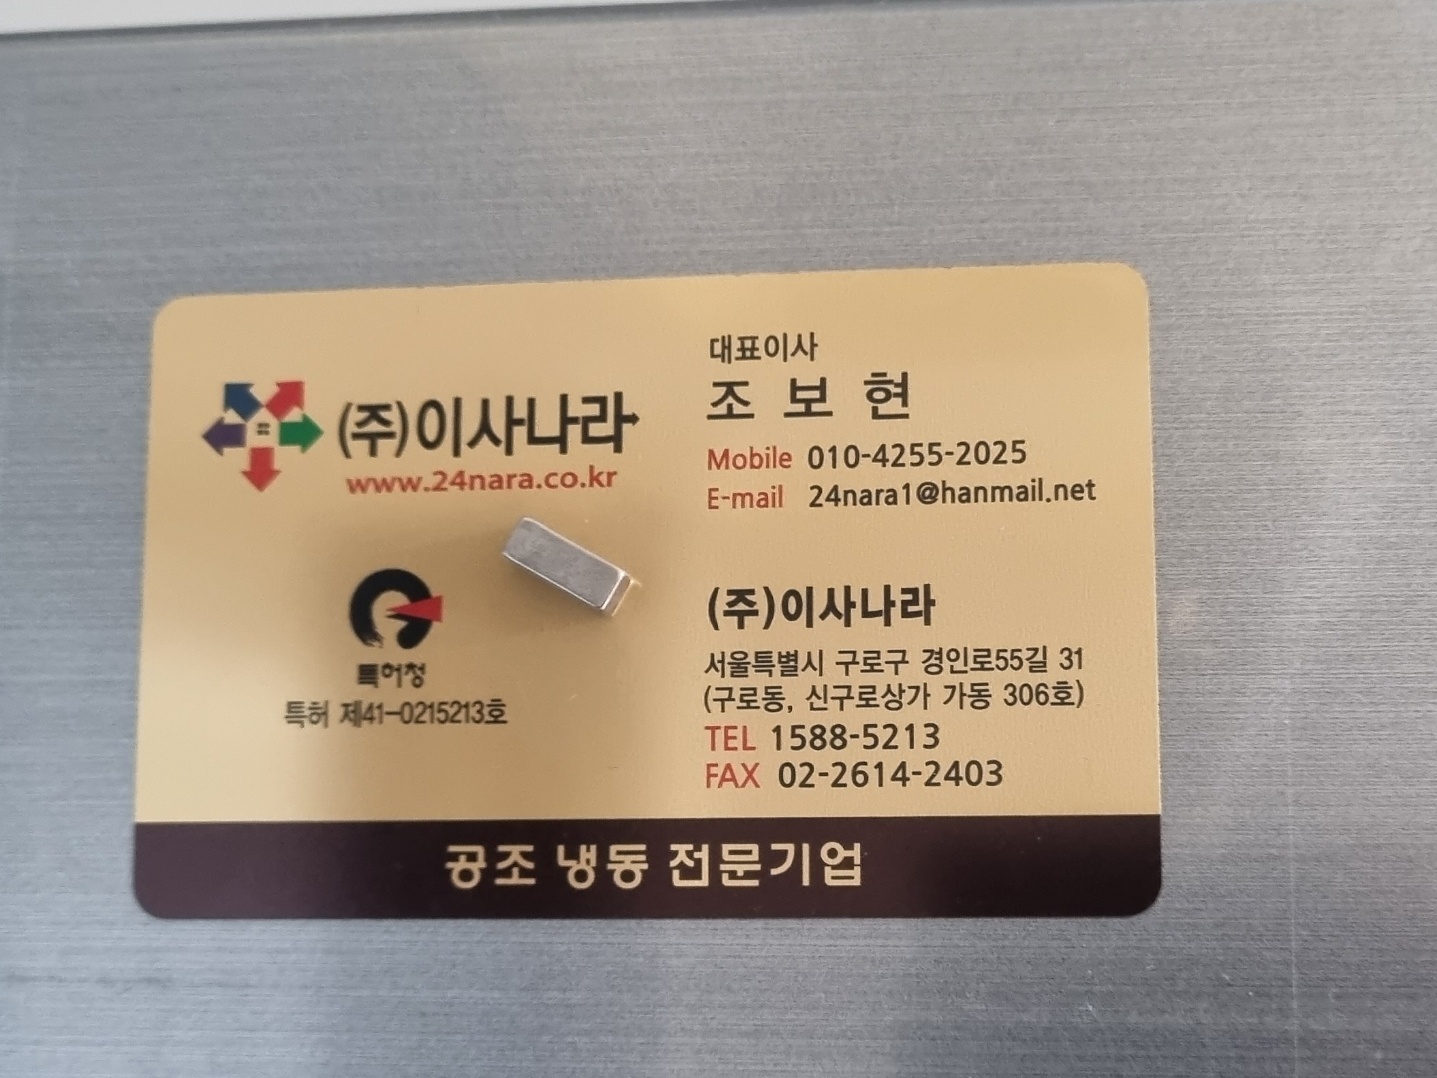 (주)이사나라
www.24nara.co.kr
특허청
특허 제41-0215213호
대표이사
조 보 현
Mobile 010-4255-2025
E-mail 24nara1@hanmail.net
(주)이사나라
서울특별시 구로구 경인로55길 31
(구로동, 신구로상가 가동 306호)
TEL 1588-5213
FAX 02-2614-2403
공조 냉동 전문기업